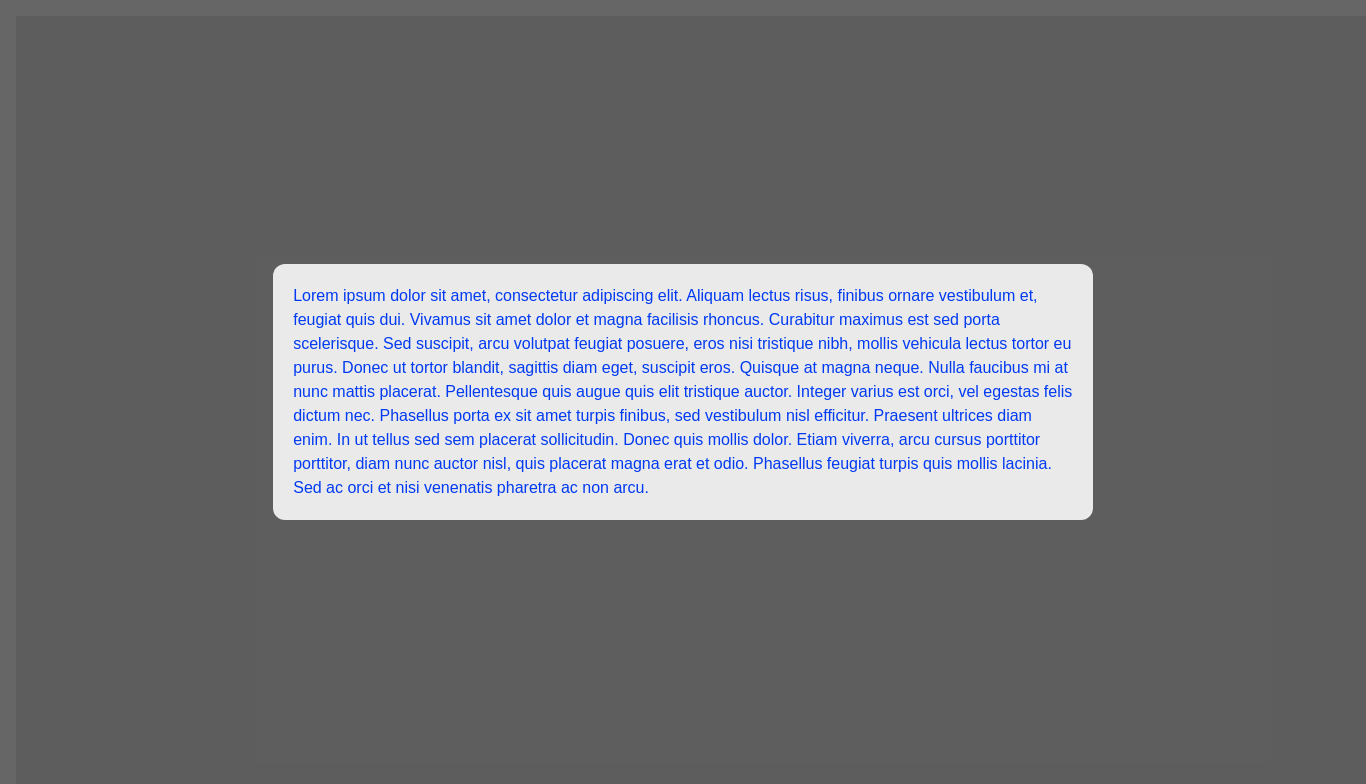 Lorem ipsum dolor sit amet, consectetur adipiscing elit. Aliquam lectus risus, finibus ornare vestibulum et,
feugiat quis dui. Vivamus sit amet dolor et magna facilisis rhoncus. Curabitur maximus est sed porta
scelerisque. Sed suscipit, arcu volutpat feugiat posuere, eros nisi tristique nibh, mollis vehicula lectus tortor eu
purus. Donec ut tortor blandit, sagittis diam eget, suscipit eros. Quisque at magna neque. Nulla faucibus mi at
nunc mattis placerat. Pellentesque quis augue quis elit tristique auctor. Integer varius est orci, vel egestas felis
dictum nec. Phasellus porta ex sit amet turpis finibus, sed vestibulum nisl efficitur. Praesent ultrices diam
enim. In ut tellus sed sem placerat sollicitudin. Donec quis mollis dolor. Etiam viverra, arcu cursus porttitor
porttitor, diam nunc auctor nisl, quis placerat magna erat et odio. Phasellus feugiat turpis quis mollis lacinia.
Sed ac orci et nisi venenatis pharetra ac non arcu.